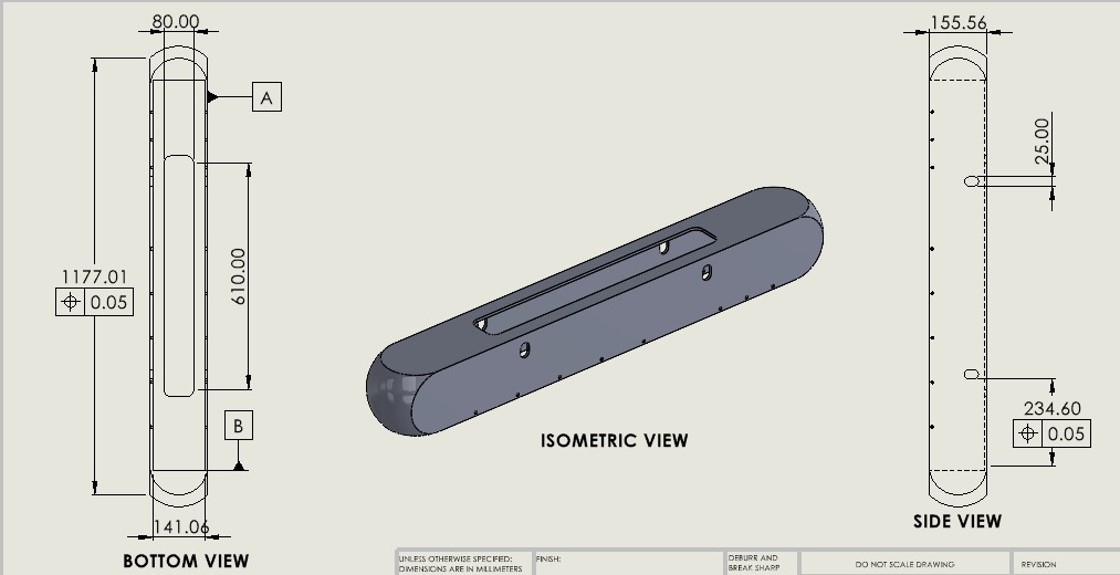 80.00
A
1177.01
0.05
610.00
B
141.06
BOTTOM VIEW
ISOMETRIC VIEW
155.56
25.00
234.60
0.05
SIDE VIEW
UNLESS OTHERWISE SPECIFIED:
DIMENSIONS ARE IN MILLIMETERS
FINISH:
DEBURR AND
BREAK SHARP
DO NOT SCALE DRAWING
REVISION